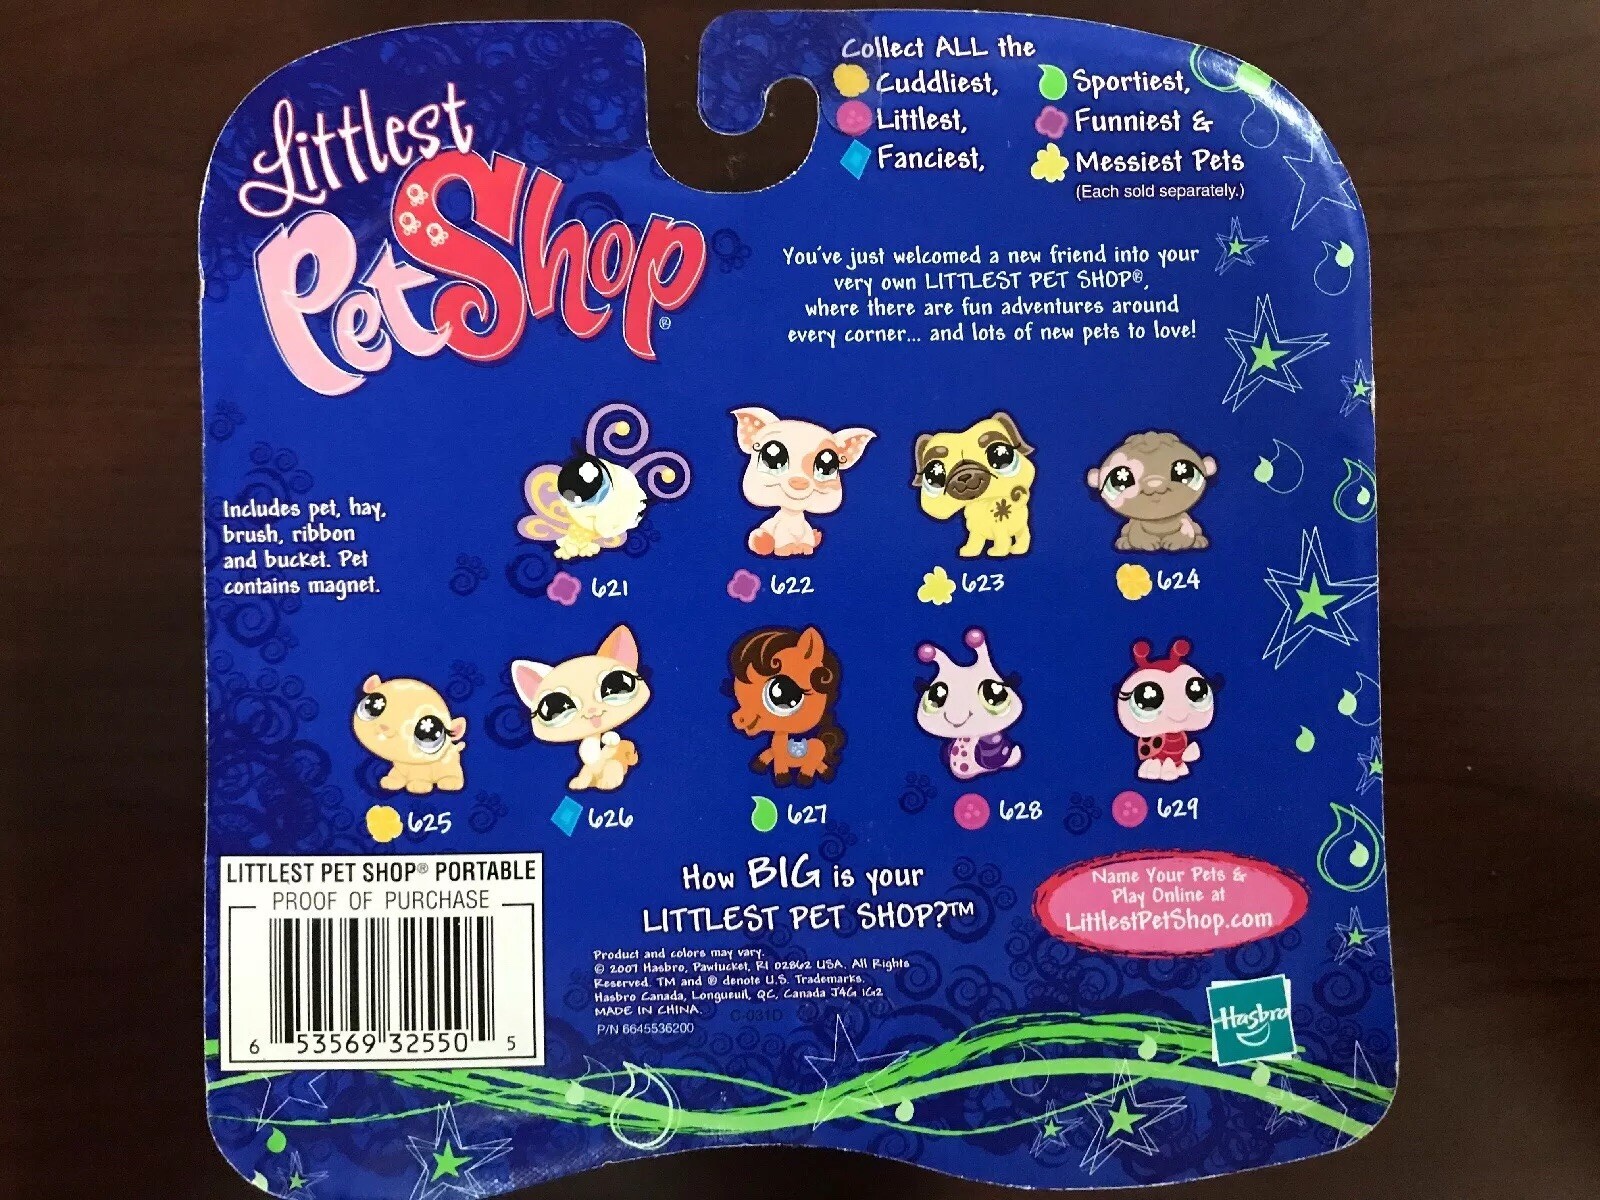 Littlest
PetShop®
Collect ALL the
Cuddliest,
Littlest,
Fanciest,
Sportiest,
Funniest &
Messiest Pets
(Each sold separately.)
You've just welcomed a new friend into your
very own LITTLEST PET SHOP®,
where there are fun adventures around
every corner... and lots of new pets to love!
Includes pet, hay,
brush, ribbon
and bucket. Pet
contains magnet.
621
622
623
624
625
626
627
628
629
LITTLEST PET SHOP® PORTABLE
PROOF OF PURCHASE
6 53569 32550 5
How BIG is your
LITTLEST PET SHOP?™
Product and colors may vary.
© 2007 Hasbro, Pawtucket, RI 02862 USA. All Rights
Reserved. TM and ® denote U.S. Trademarks.
Hasbro Canada, Longueuil, QC, Canada J4G 1G2
MADE IN CHINA. C-031D
P/N 6645536200
Name Your Pets &
Play Online at
LittlestPetShop.com
Hasbro